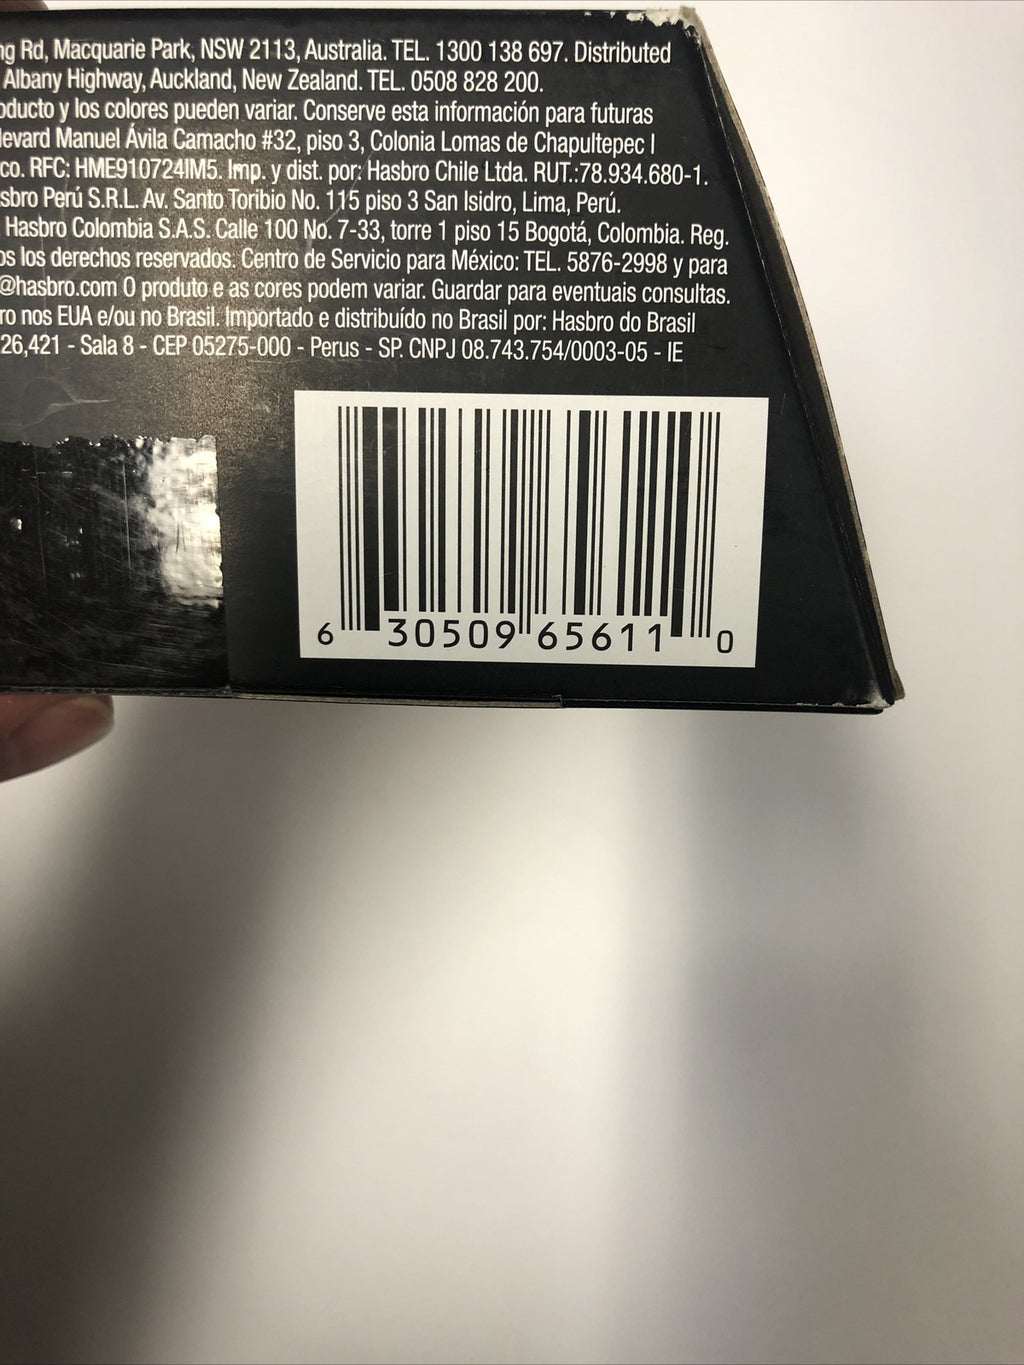 Rd, Macquarie Park, NSW 2113, Australia. TEL. 1300 138 697. Distributed
Albany Highway, Auckland, New Zealand. TEL. 0508 828 200.
oducto y los colores pueden variar. Conserve esta información para futuras
levard Manuel Ávila Camacho #32, piso 3, Colonia Lomas de Chapultepec I
co. RFC: HME910724IM5. Imp. y dist. por: Hasbro Chile Ltda. RUT.:78.934.680-1.
sbro Perú S.R.L. Av. Santo Toribio No. 115 piso 3 San Isidro, Lima, Perú.
Hasbro Colombia S.A.S. Calle 100 No. 7-33, torre 1 piso 15 Bogotá, Colombia. Reg.
os los derechos reservados. Centro de Servicio para México: TEL. 5876-2998 y para
@hasbro.com O produto e as cores podem variar. Guardar para eventuais consultas.
ro nos EUA e/ou no Brasil. Importado e distribuído no Brasil por: Hasbro do Brasil
26,421 - Sala 8 - CEP 05275-000 - Perus - SP. CNPJ 08.743.754/0003-05 - IE
6 30509 65611 0